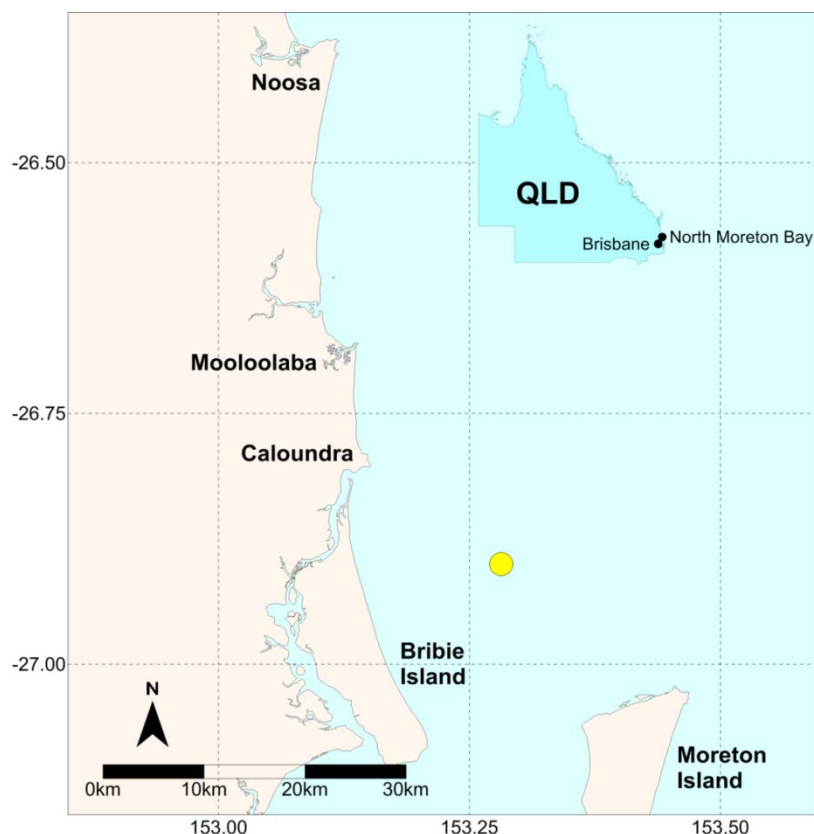 Noosa
-26.50
QLD
North Moreton Bay
Brisbane
Mooloolaba
-26.75
Caloundra
Bribie
Island
-27.00
N
Moreton
Island
0km 10km 20km 30km
153.00 153.25 153.50